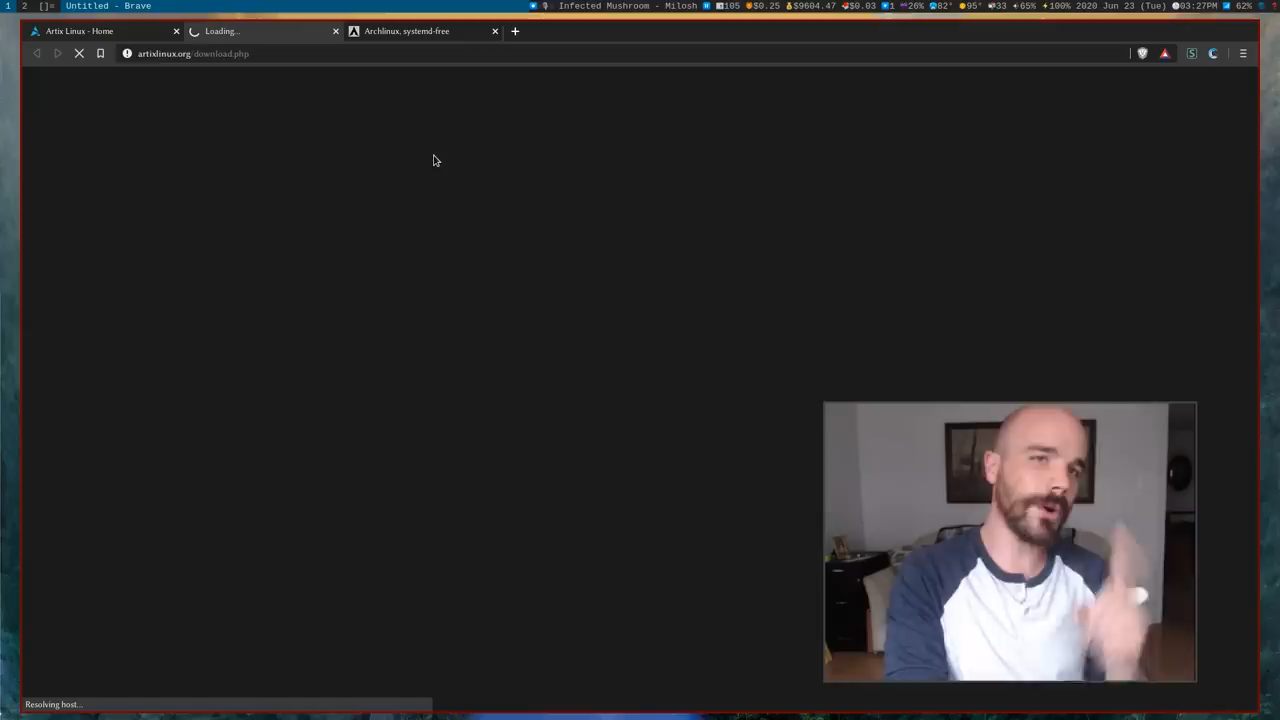 1 2 []= Untitled - Brave Infected Mushroom - Milosh 105 $0.25 $9604.47 $0.03 1 26% 82° 95° 33 65% 100% 2020 Jun 23 (Tue) 03:27PM 62%
Artix Linux - Home Loading... Archlinux, systemd-free
artixlinux.org/download.php
Resolving host...